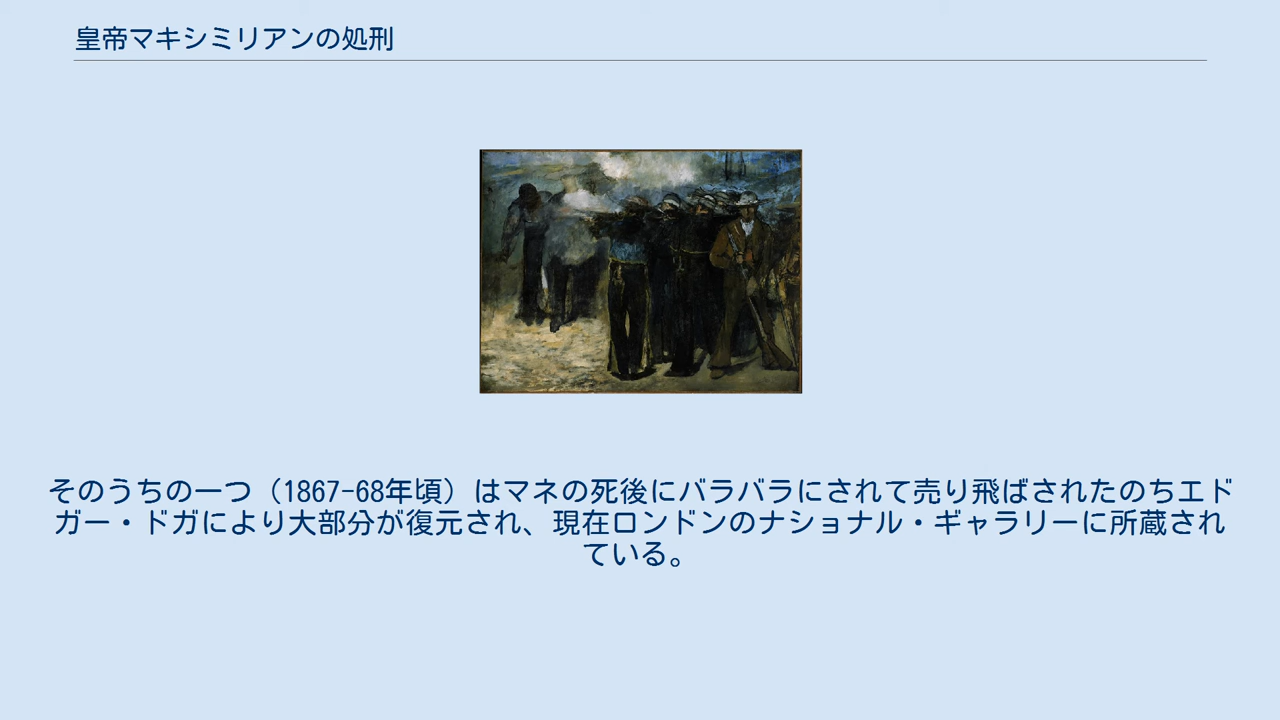 皇帝マキシミリアンの処刑
そのうちの一つ（1867-68年頃）はマネの死後にバラバラにされて売り飛ばされたのちエド
ガー・ドガにより大部分が復元され、現在ロンドンのナショナル・ギャラリーに所蔵され
ている。